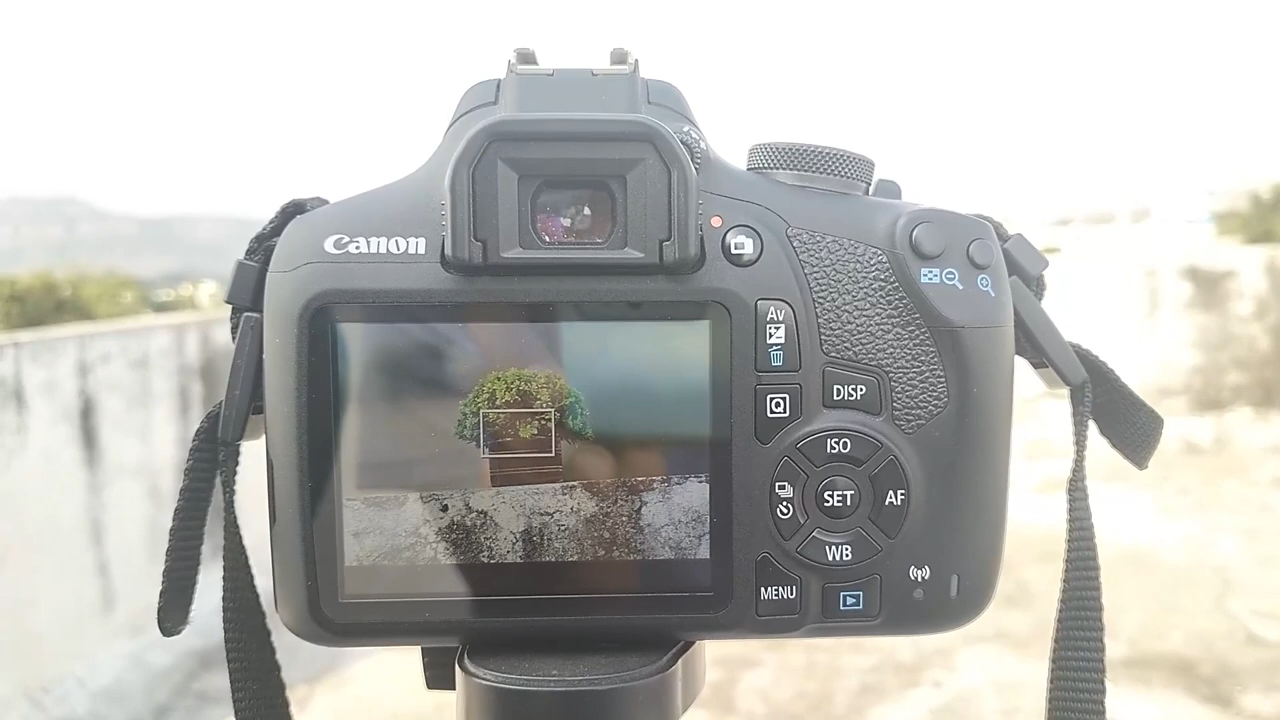 Canon
Av
Q
DISP
ISO
SET
AF
WB
MENU